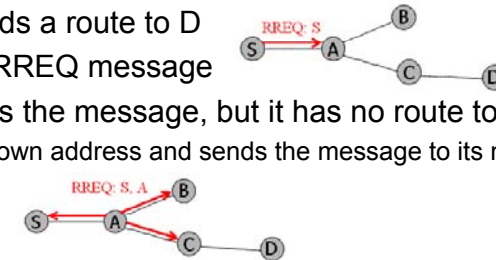 ds a route to D
RREQ: S
B
S
A
RREQ message
C
D
s the message, but it has no route to
own address and sends the message to its
RREQ: S, A
B
S
A
C
D